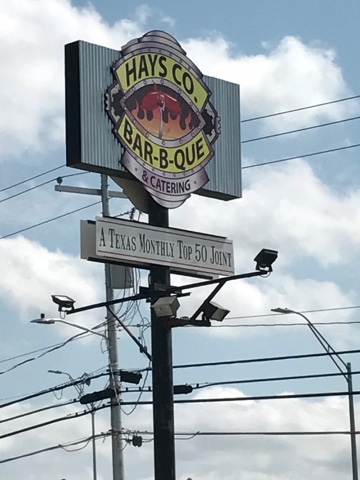 HAYS CO.
BAR-B-QUE
& CATERING
A TEXAS MONTHLY TOP 50 JOINT